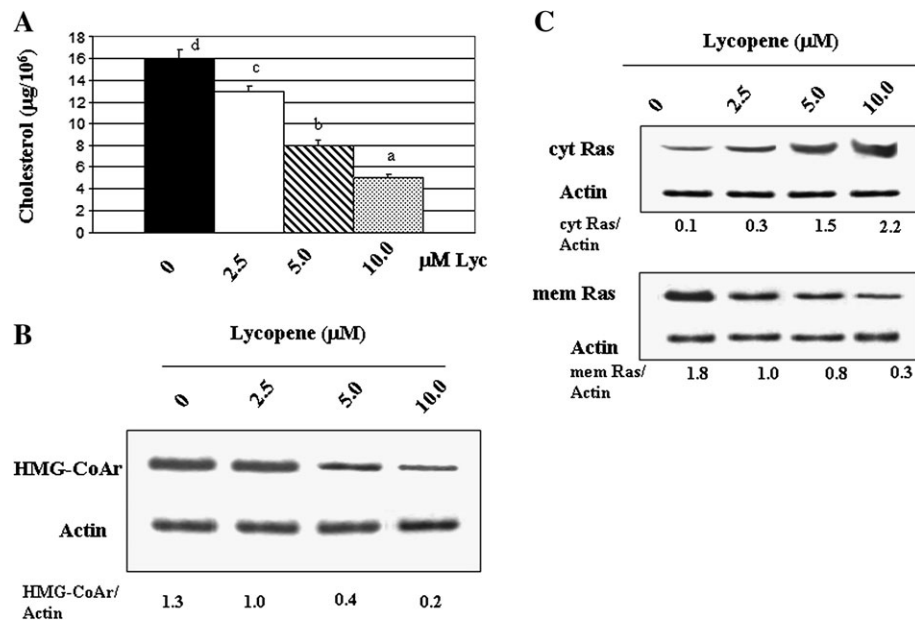 A
Cholesterol (µg/10⁶)
18
16
14
12
10
8
6
4
2
0
d
c
b
a
0 2.5 5.0 10.0 µM Lyc
B
Lycopene (µM)
0 2.5 5.0 10.0
HMG-CoAr
Actin
HMG-CoAr/
Actin
1.3 1.0 0.4 0.2
C
Lycopene (µM)
0 2.5 5.0 10.0
cyt Ras
Actin
cyt Ras/
Actin
0.1 0.3 1.5 2.2
mem Ras
Actin
mem Ras/
Actin
1.8 1.0 0.8 0.3